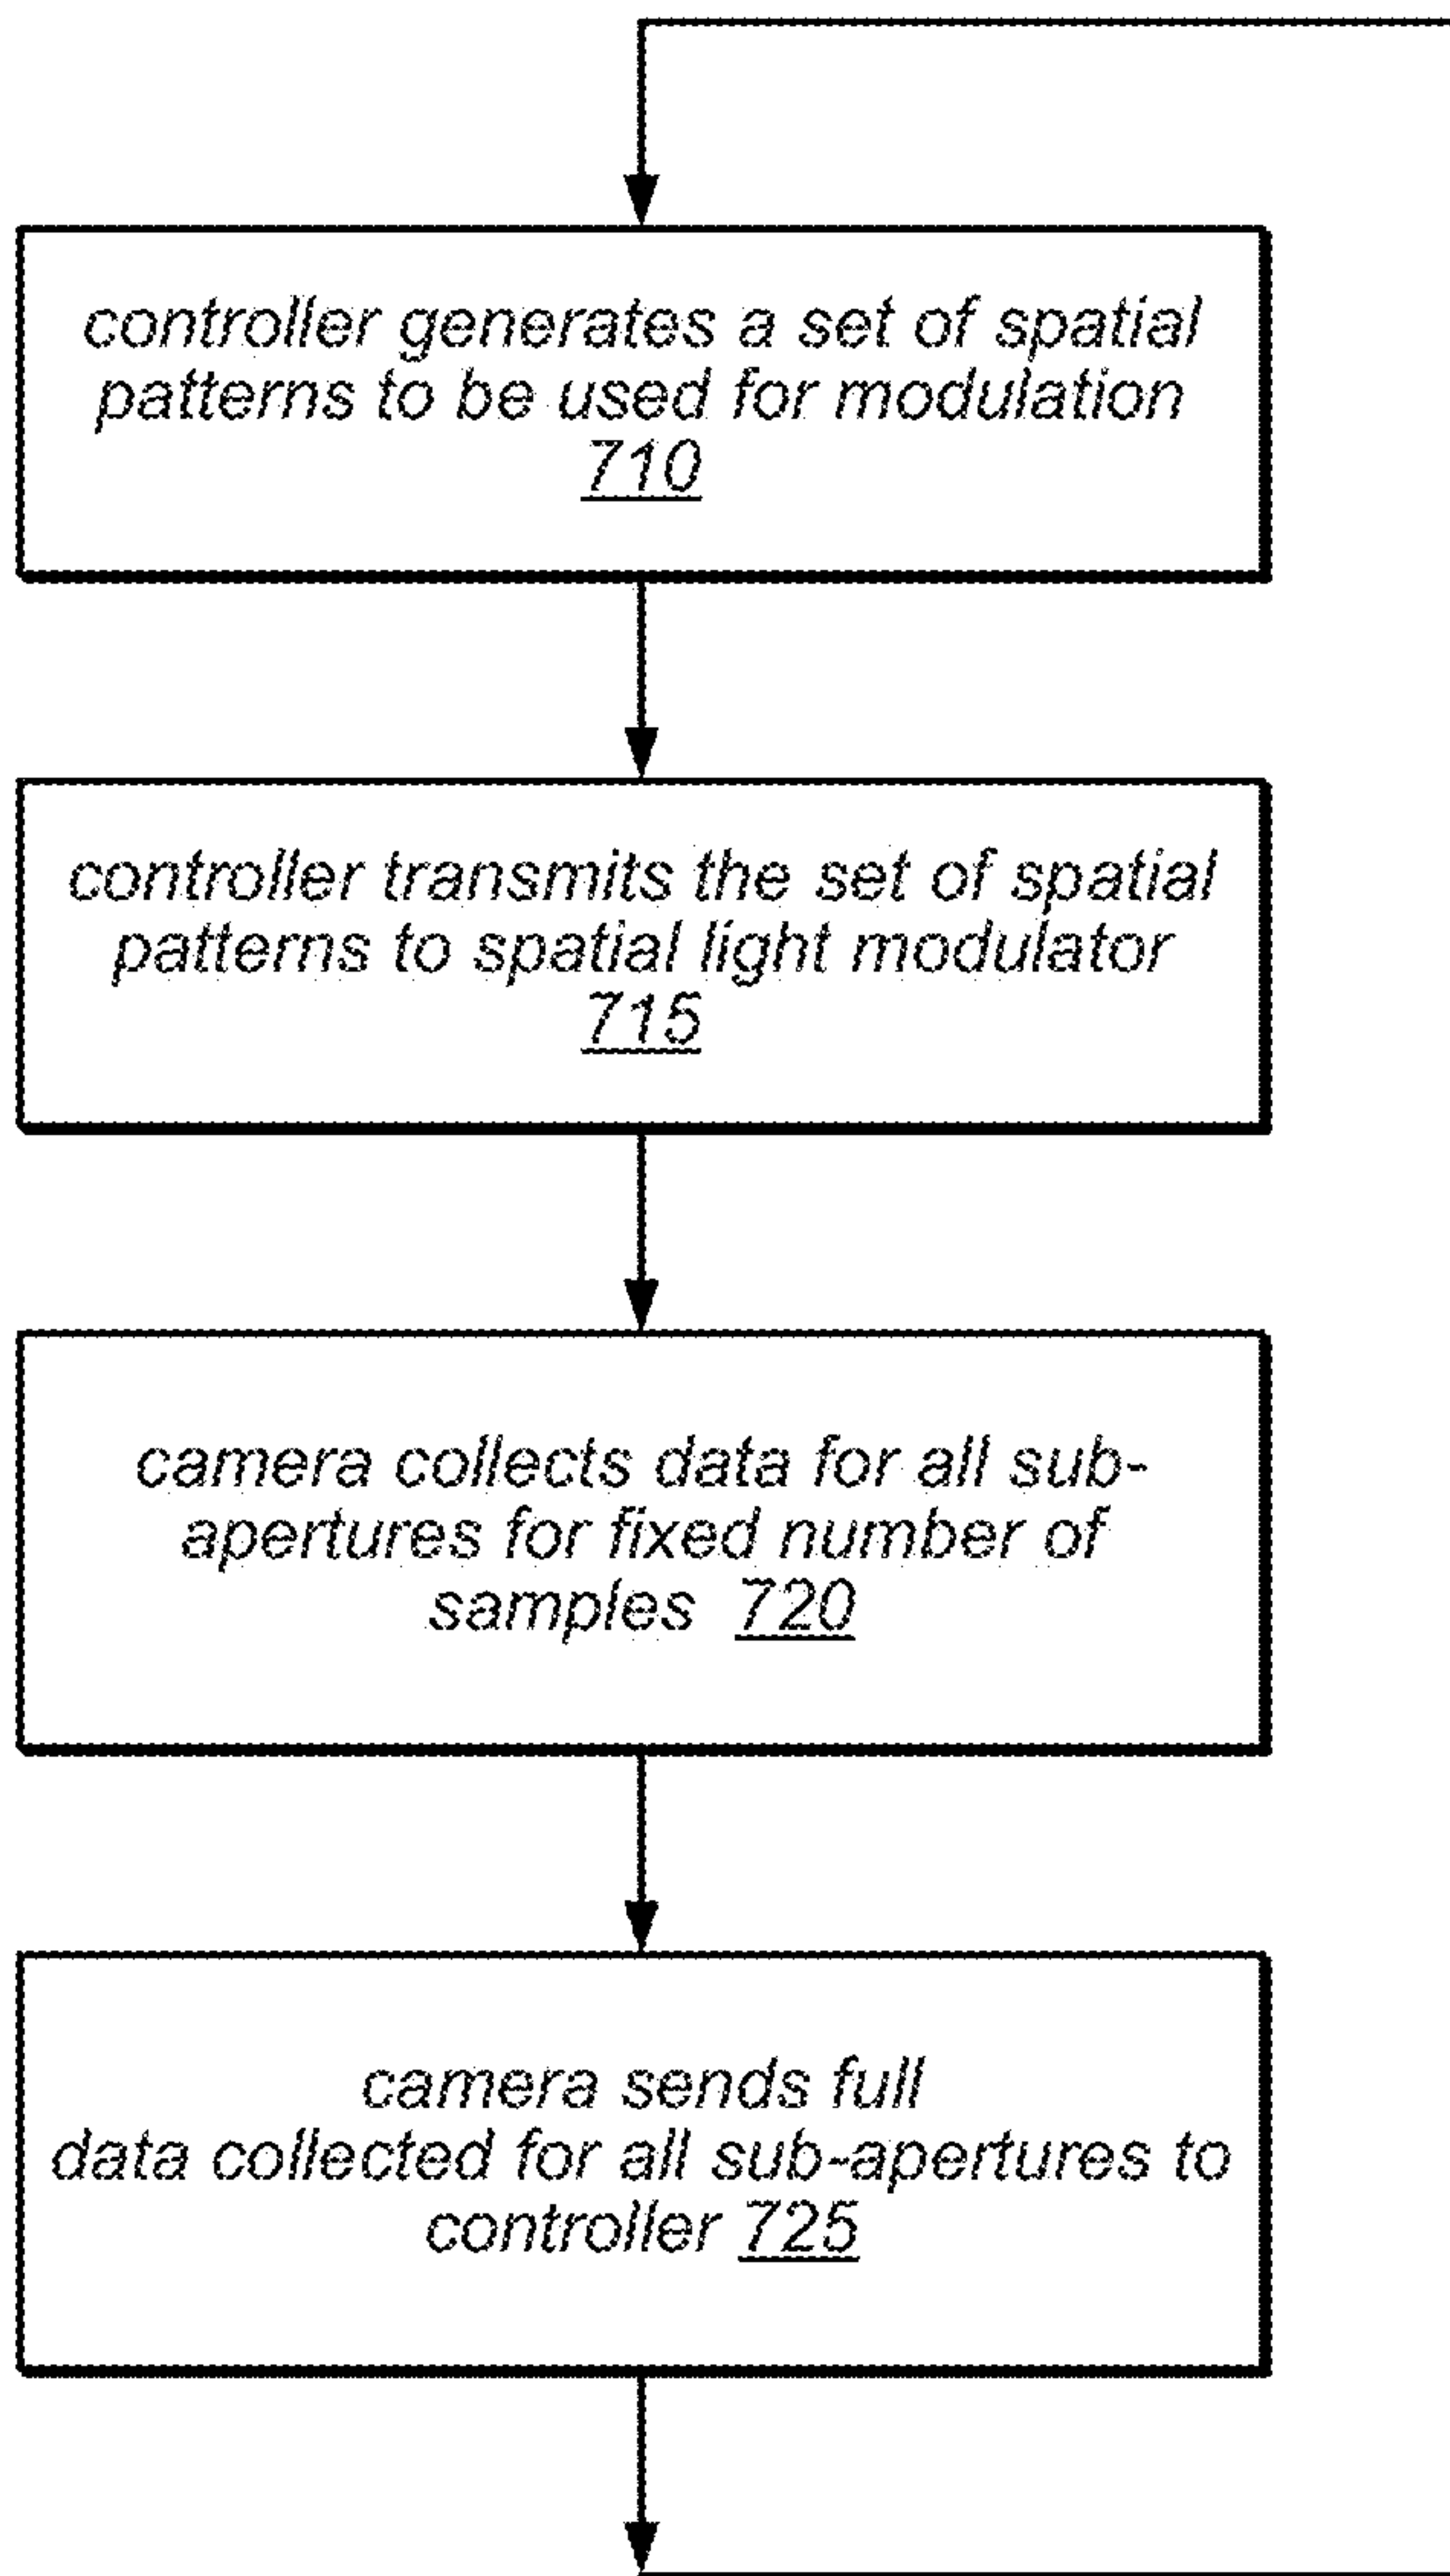 controller generates a set of spatial
patterns to be used for modulation
710
controller transmits the set of spatial
patterns to spatial light modulator
715
camera collects data for all sub-
apertures for fixed number of
samples 720
camera sends full
data collected for all sub-apertures to
controller 725